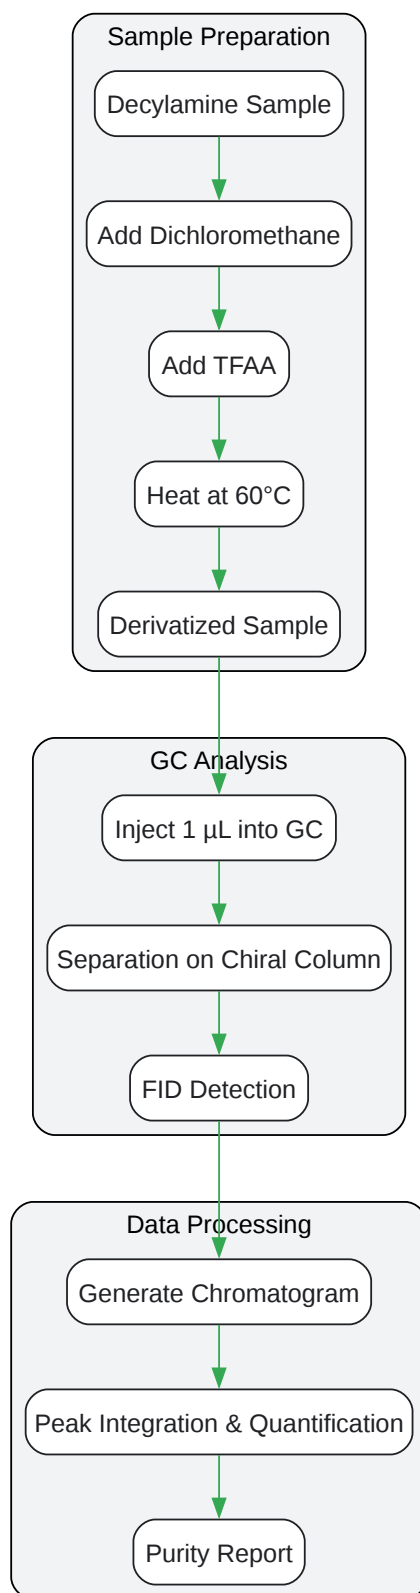 Sample Preparation
Decylamine Sample
Add Dichloromethane
Add TFAA
Heat at 60°C
Derivatized Sample
GC Analysis
Inject 1 µL into GC
Separation on Chiral Column
FID Detection
Data Processing
Generate Chromatogram
Peak Integration & Quantification
Purity Report